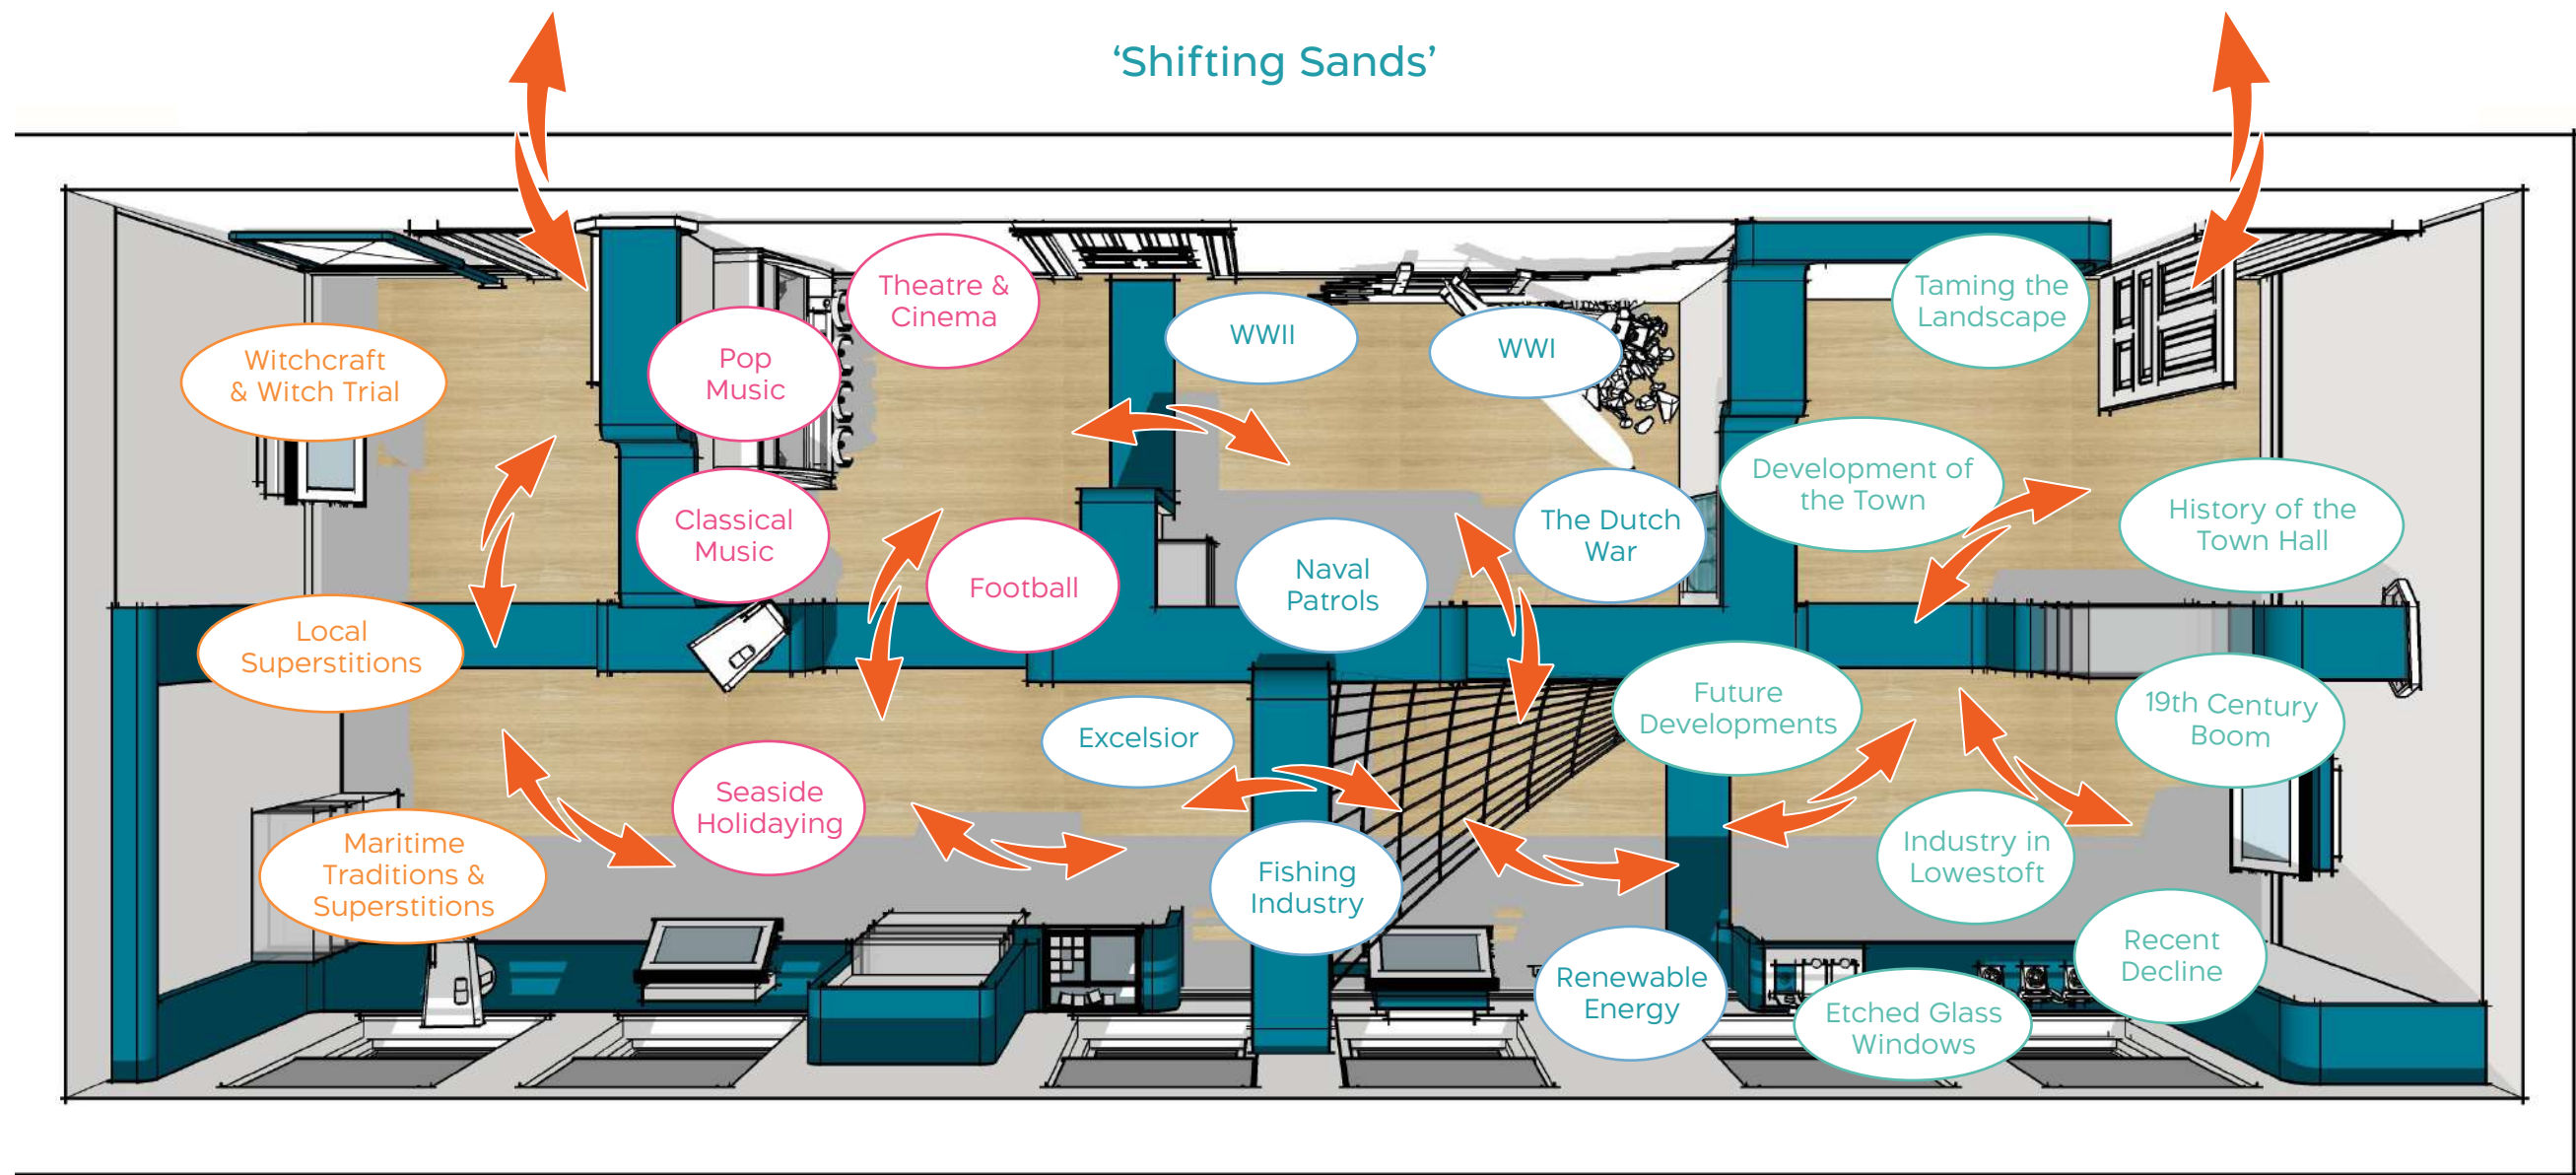 ‘Shifting Sands’
Witchcraft
& Witch Trial
Local
Superstitions
Maritime
Traditions &
Superstitions
Theatre &
Cinema
Pop
Music
Classical
Music
Football
Seaside
Holidaying
WWII
WWI
The Dutch
War
Naval
Patrols
Excelsior
Fishing
Industry
Renewable
Energy
Taming the
Landscape
Development of
the Town
History of the
Town Hall
Future
Developments
19th Century
Boom
Industry in
Lowestoft
Recent
Decline
Etched Glass
Windows